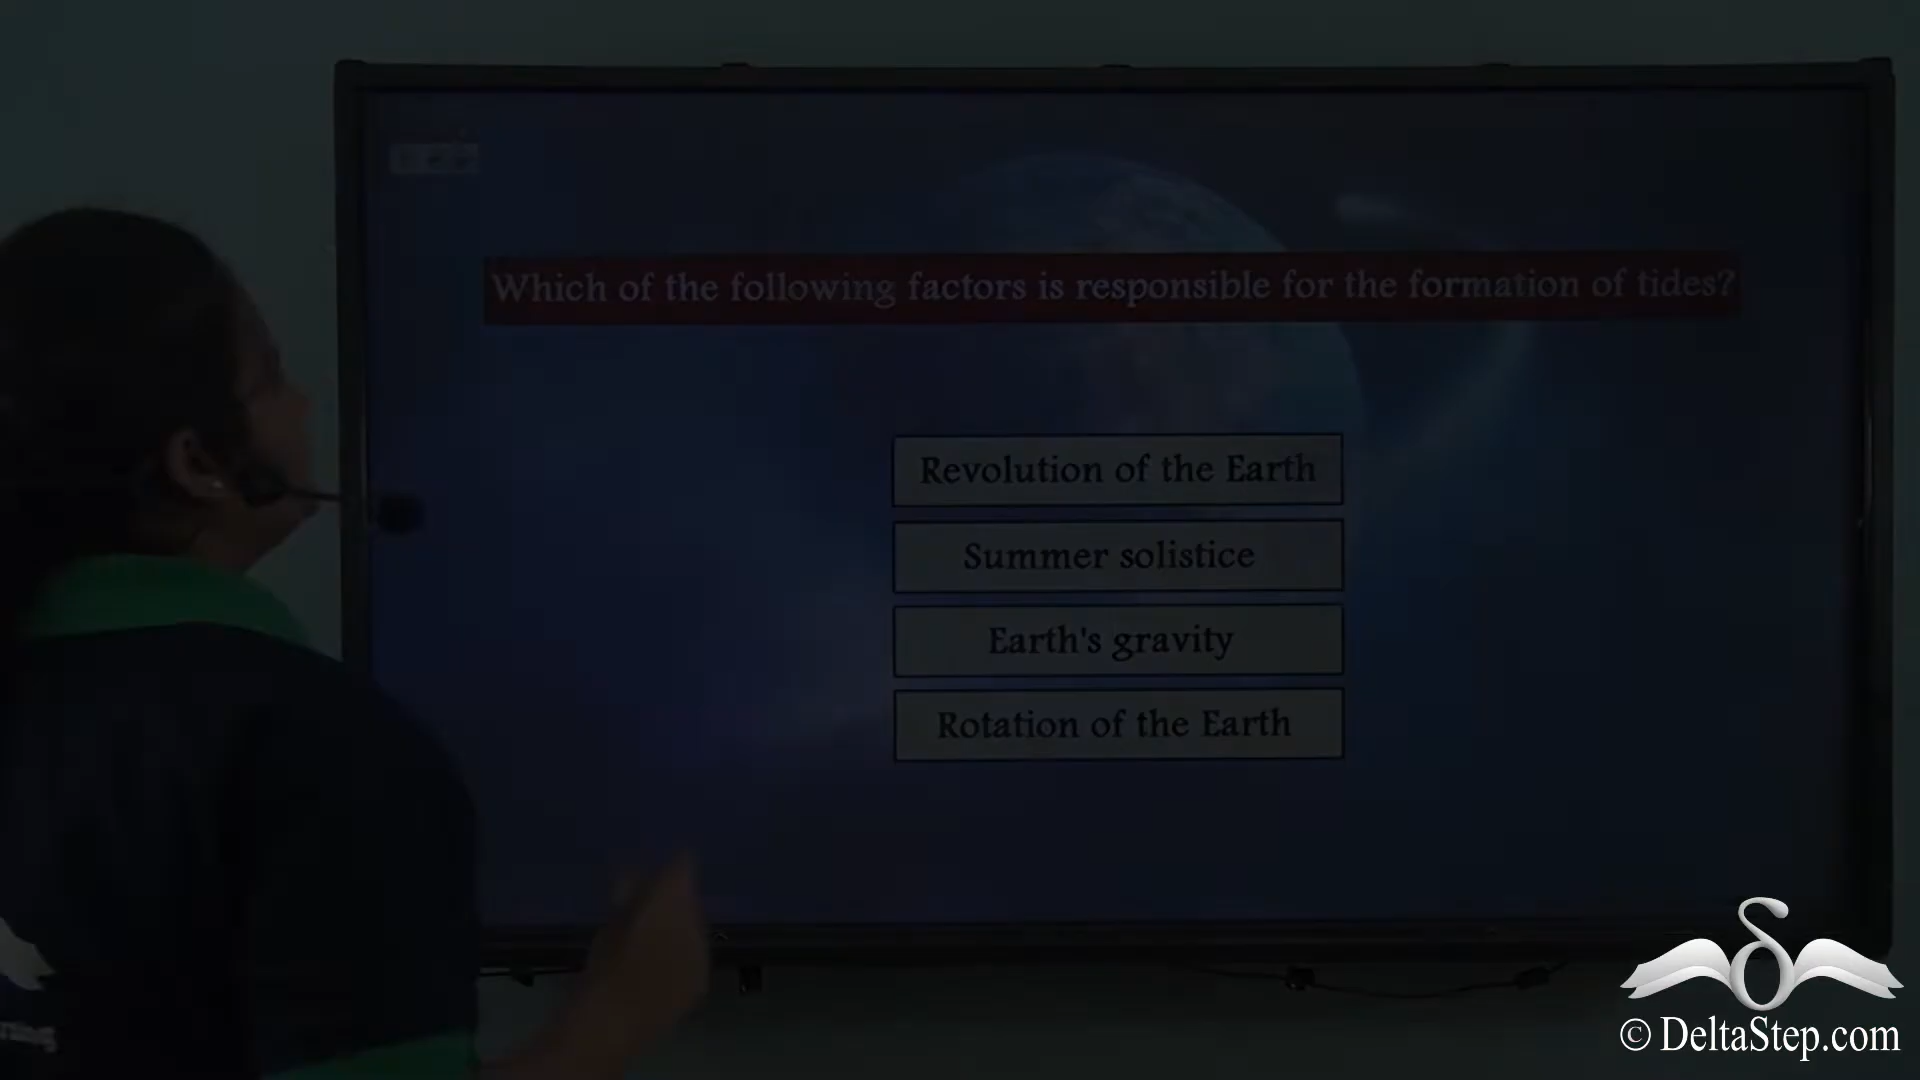 Which of the following factors is responsible for the formation of tides?
Revolution of the Earth
Summer solistice
Earth's gravity
Rotation of the Earth
© DeltaStep.com